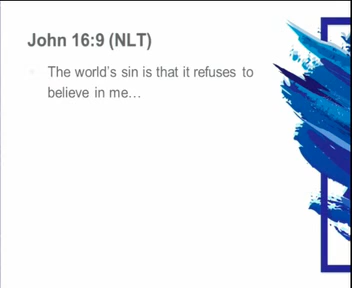 John 16:9 (NLT)
The world's sin is that it refuses to
believe in me…